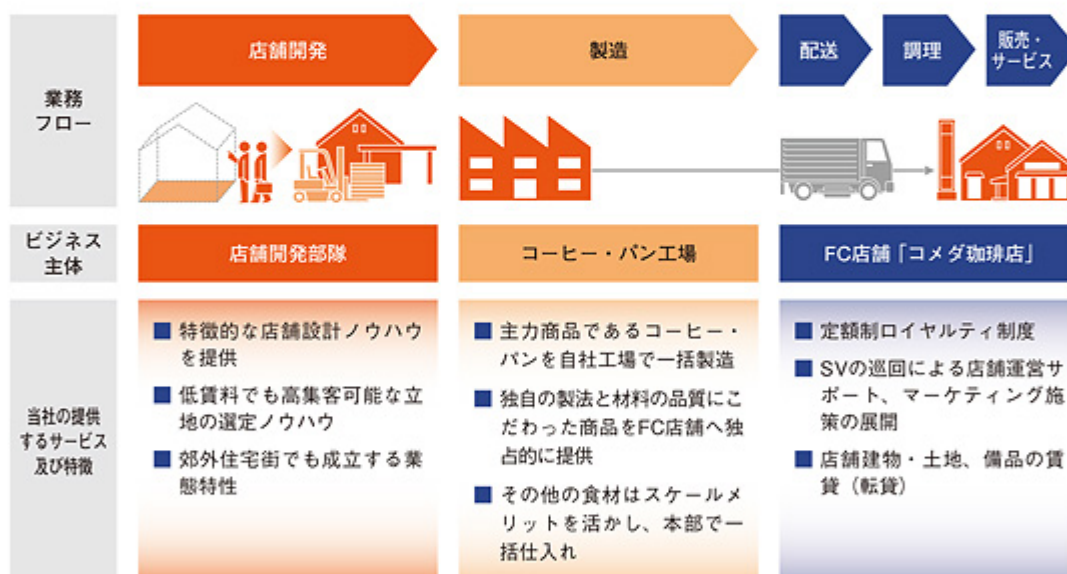 業務
フロー
店舗開発
製造
配送
調理
販売・
サービス
ビジネス
主体
店舗開発部隊
コーヒー・パン工場
FC店舗「コメダ珈琲店」
当社の提供
するサービス
及び特徴
■ 特徴的な店舗設計ノウハウ
を提供
■ 低賃料でも高集客可能な立
地の選定ノウハウ
■ 郊外住宅街でも成立する業
態特性
■ 主力商品であるコーヒー・
パンを自社工場で一括製造
■ 独自の製法と材料の品質にこ
だわった商品をFC店舗へ独
占的に提供
■ その他の食材はスケールメ
リットを活かし、本部で一
括仕入れ
■ 定額制ロイヤルティ制度
■ SVの巡回による店舗運営サ
ポート、マーケティング施
策の展開
■ 店舗建物・土地、備品の賃
貸（転貸）